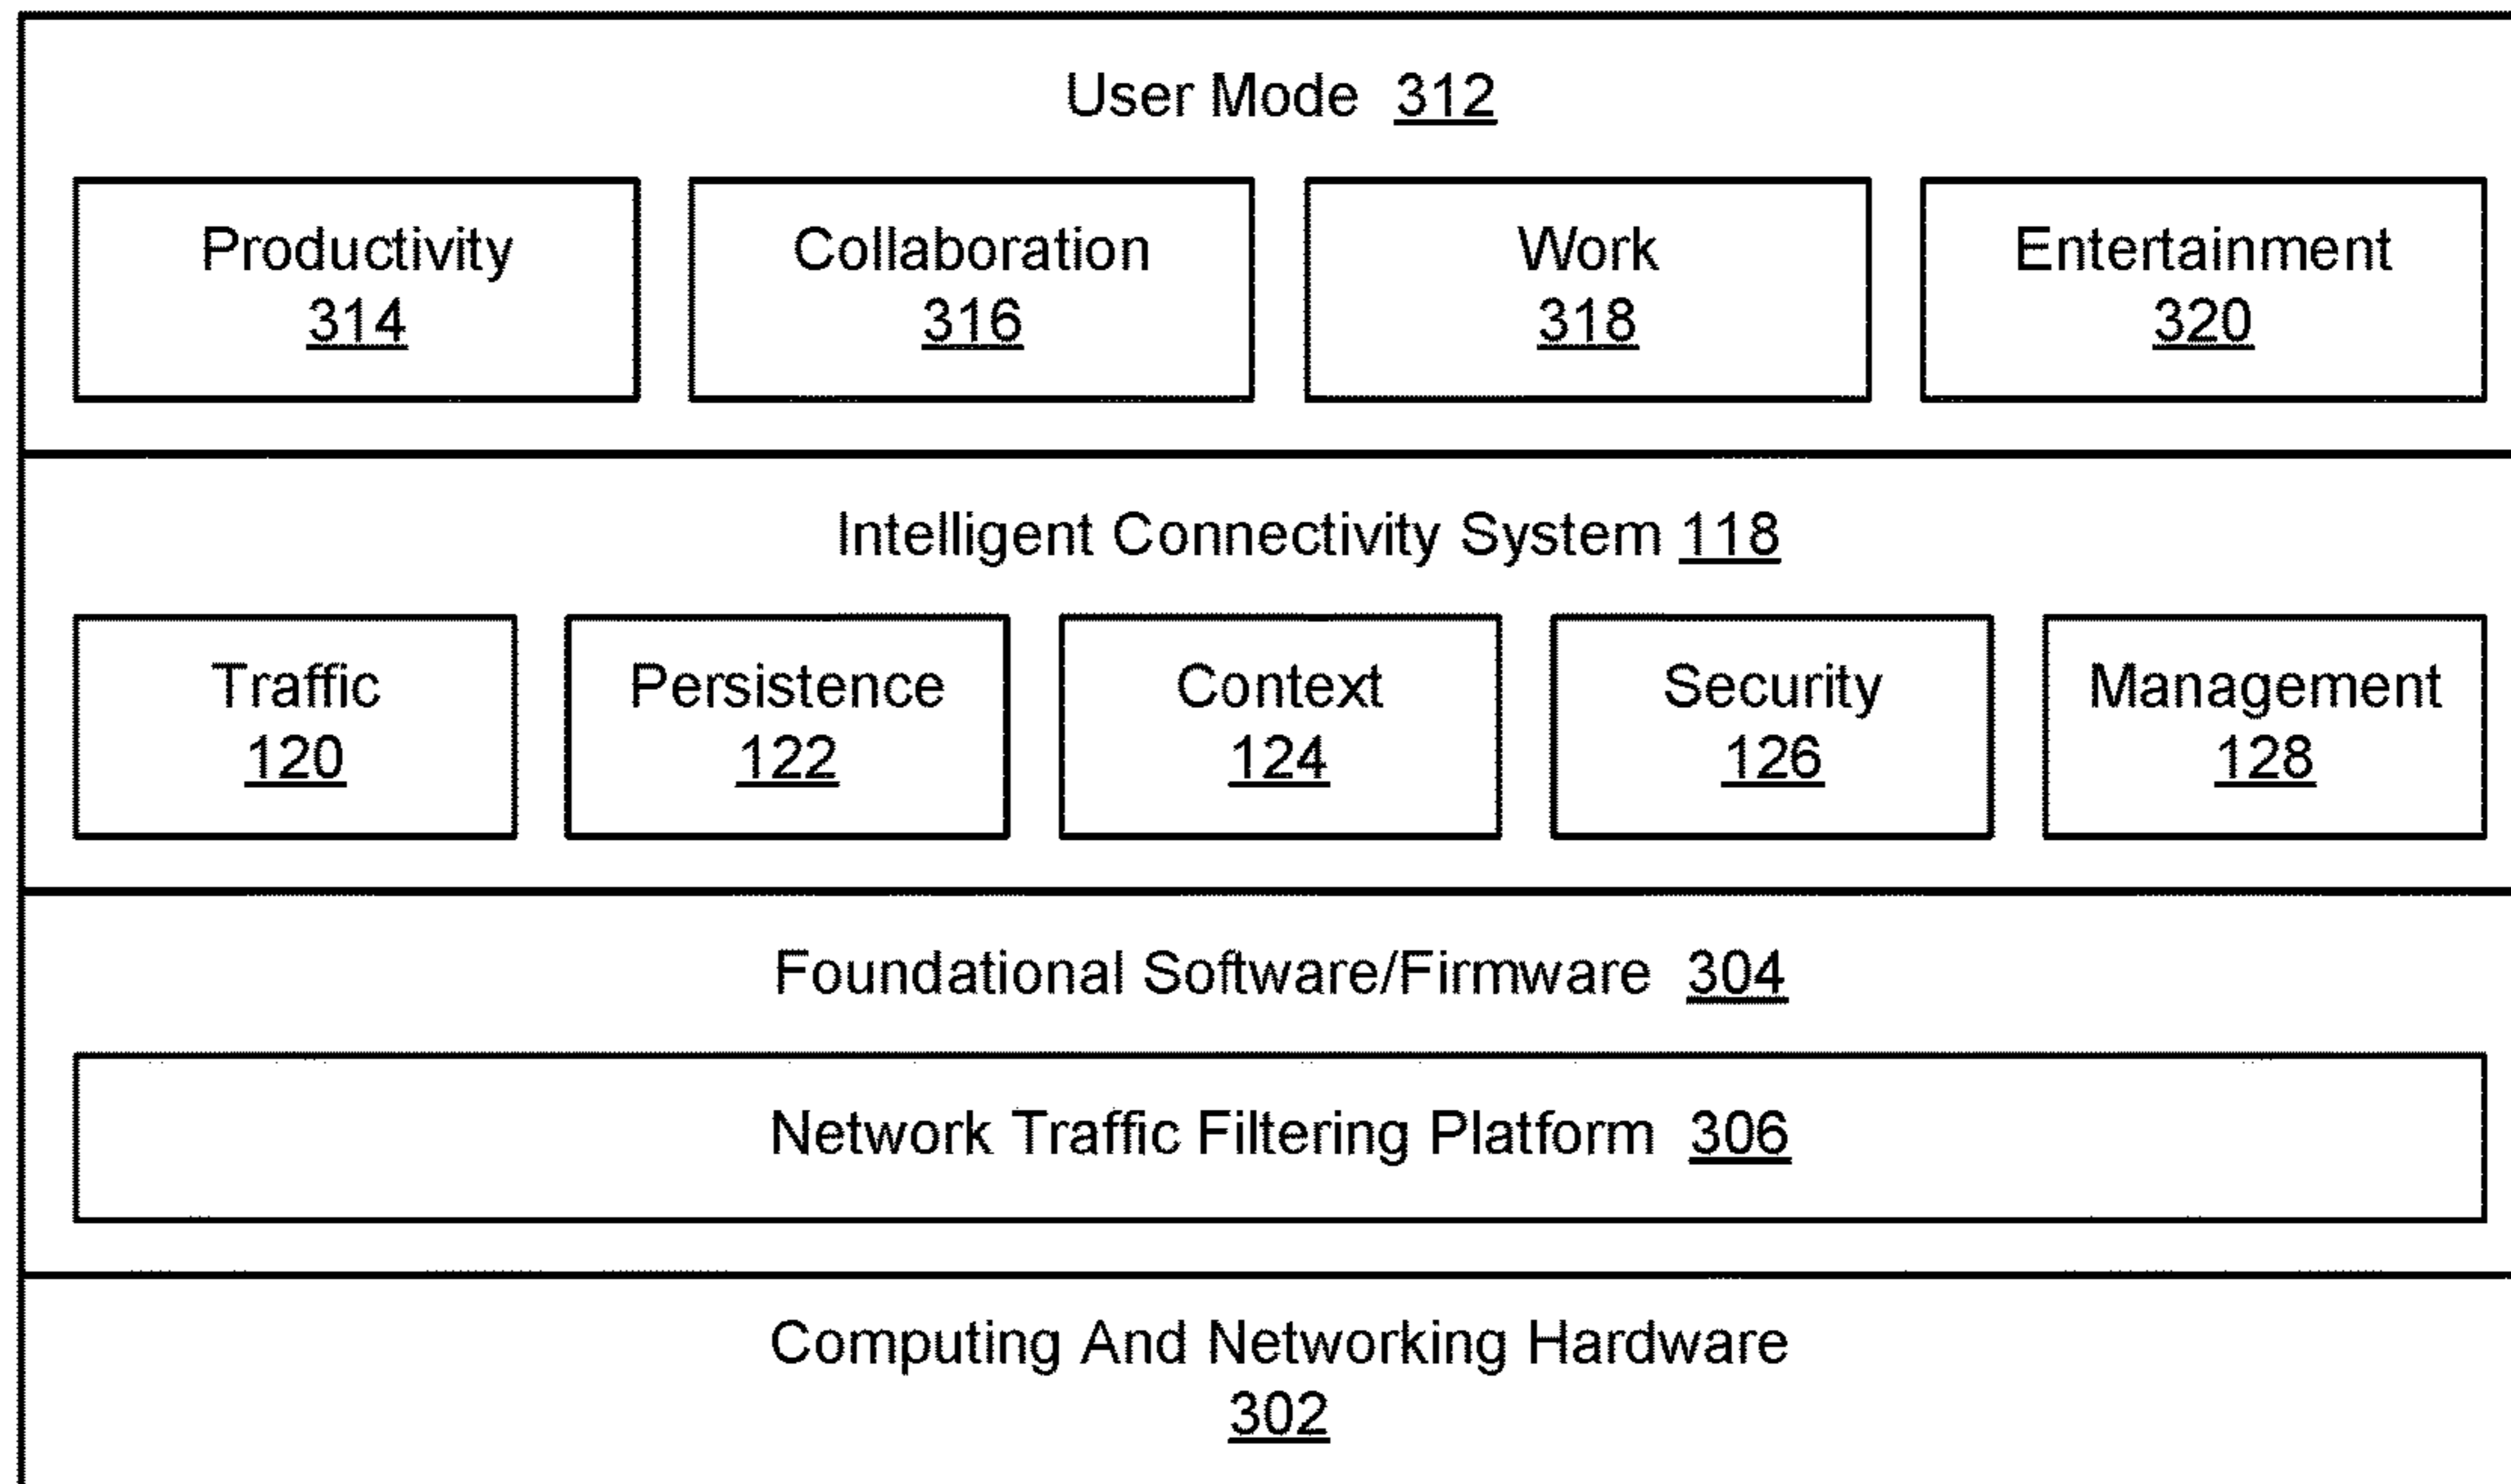 User Mode 312
Productivity
314
Collaboration
316
Work
318
Entertainment
320
Intelligent Connectivity System 118
Traffic
120
Persistence
122
Context
124
Security
126
Management
128
Foundational Software/Firmware 304
Network Traffic Filtering Platform 306
Computing And Networking Hardware
302